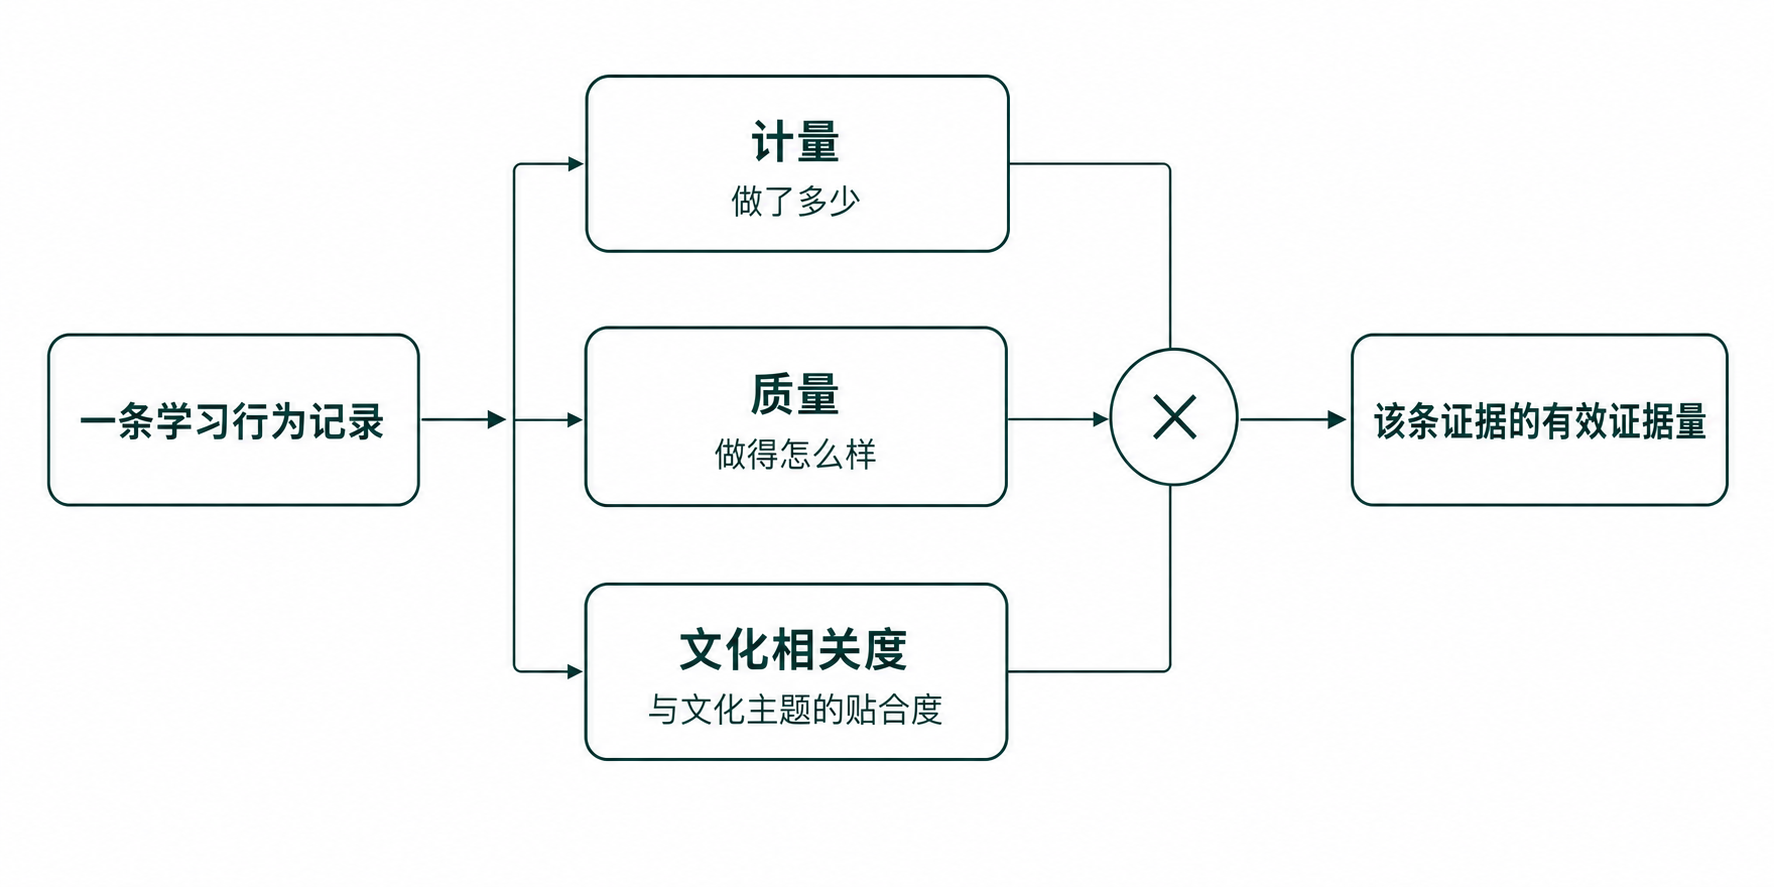 一条学习行为记录
计量
做了多少
质量
做得怎么样
文化相关度
与文化主题的贴合度
×
该条证据的有效证据量